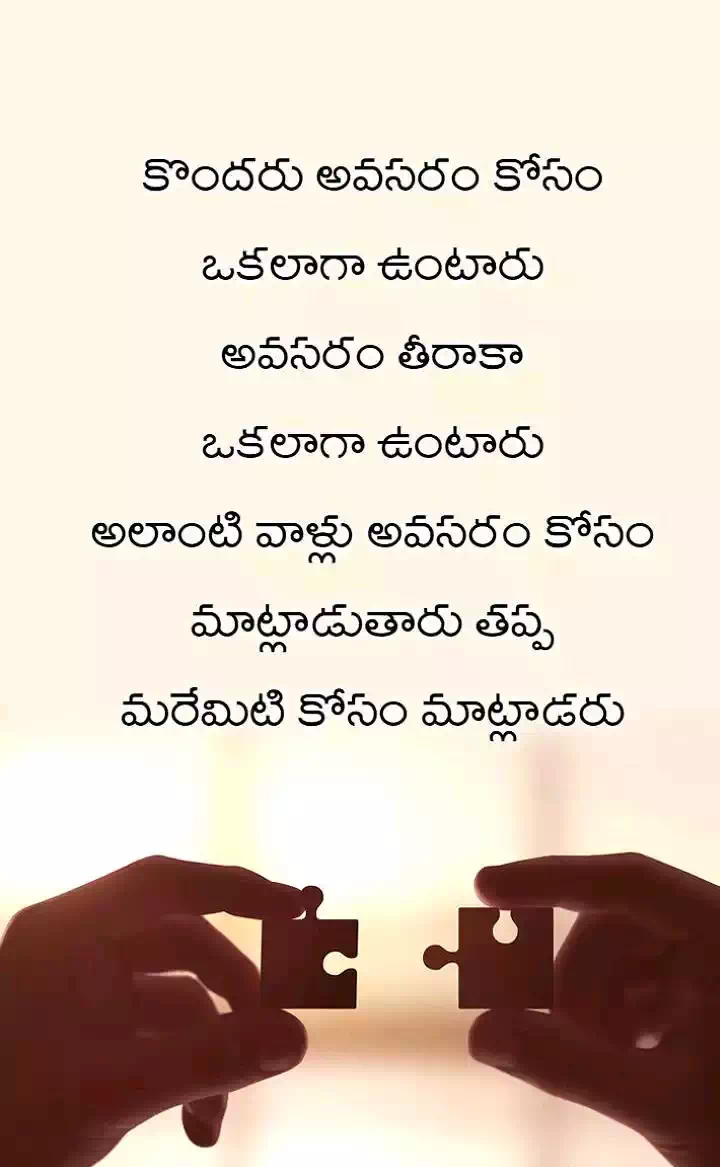 కొందరు అవసరం కోసం
ఒకలాగా ఉంటారు
అవసరం తీరాకా
ఒకలాగా ఉంటారు
అలాంటి వాళ్లు అవసరం కోసం
మాట్లాడుతారు తప్ప
మరేమిటి కోసం మాట్లాడరు